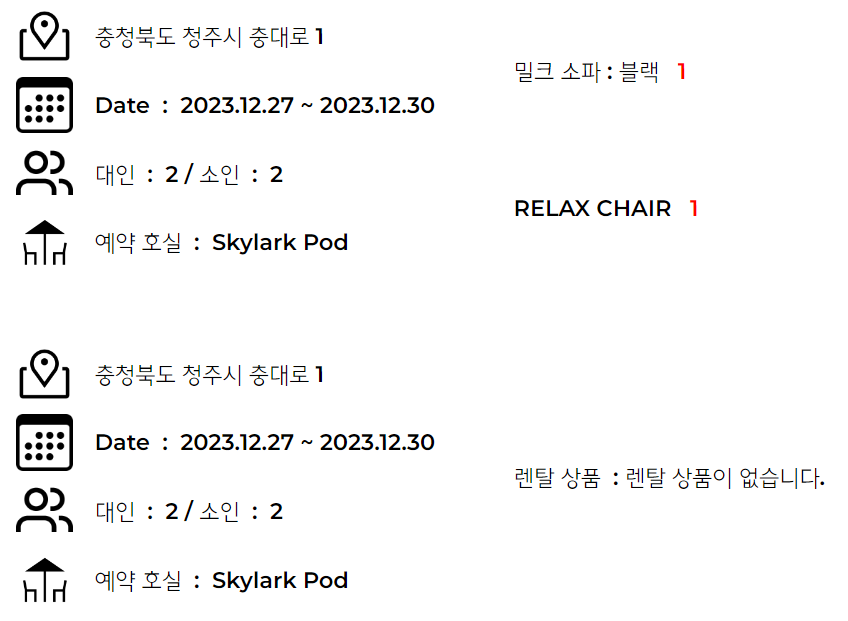 충청북도 청주시 충대로 1
Date : 2023.12.27 ~ 2023.12.30
대인 : 2 / 소인 : 2
예약 호실 : Skylark Pod
밀크 소파 : 블랙 1
RELAX CHAIR 1
충청북도 청주시 충대로 1
Date : 2023.12.27 ~ 2023.12.30
대인 : 2 / 소인 : 2
예약 호실 : Skylark Pod
렌탈 상품 : 렌탈 상품이 없습니다.